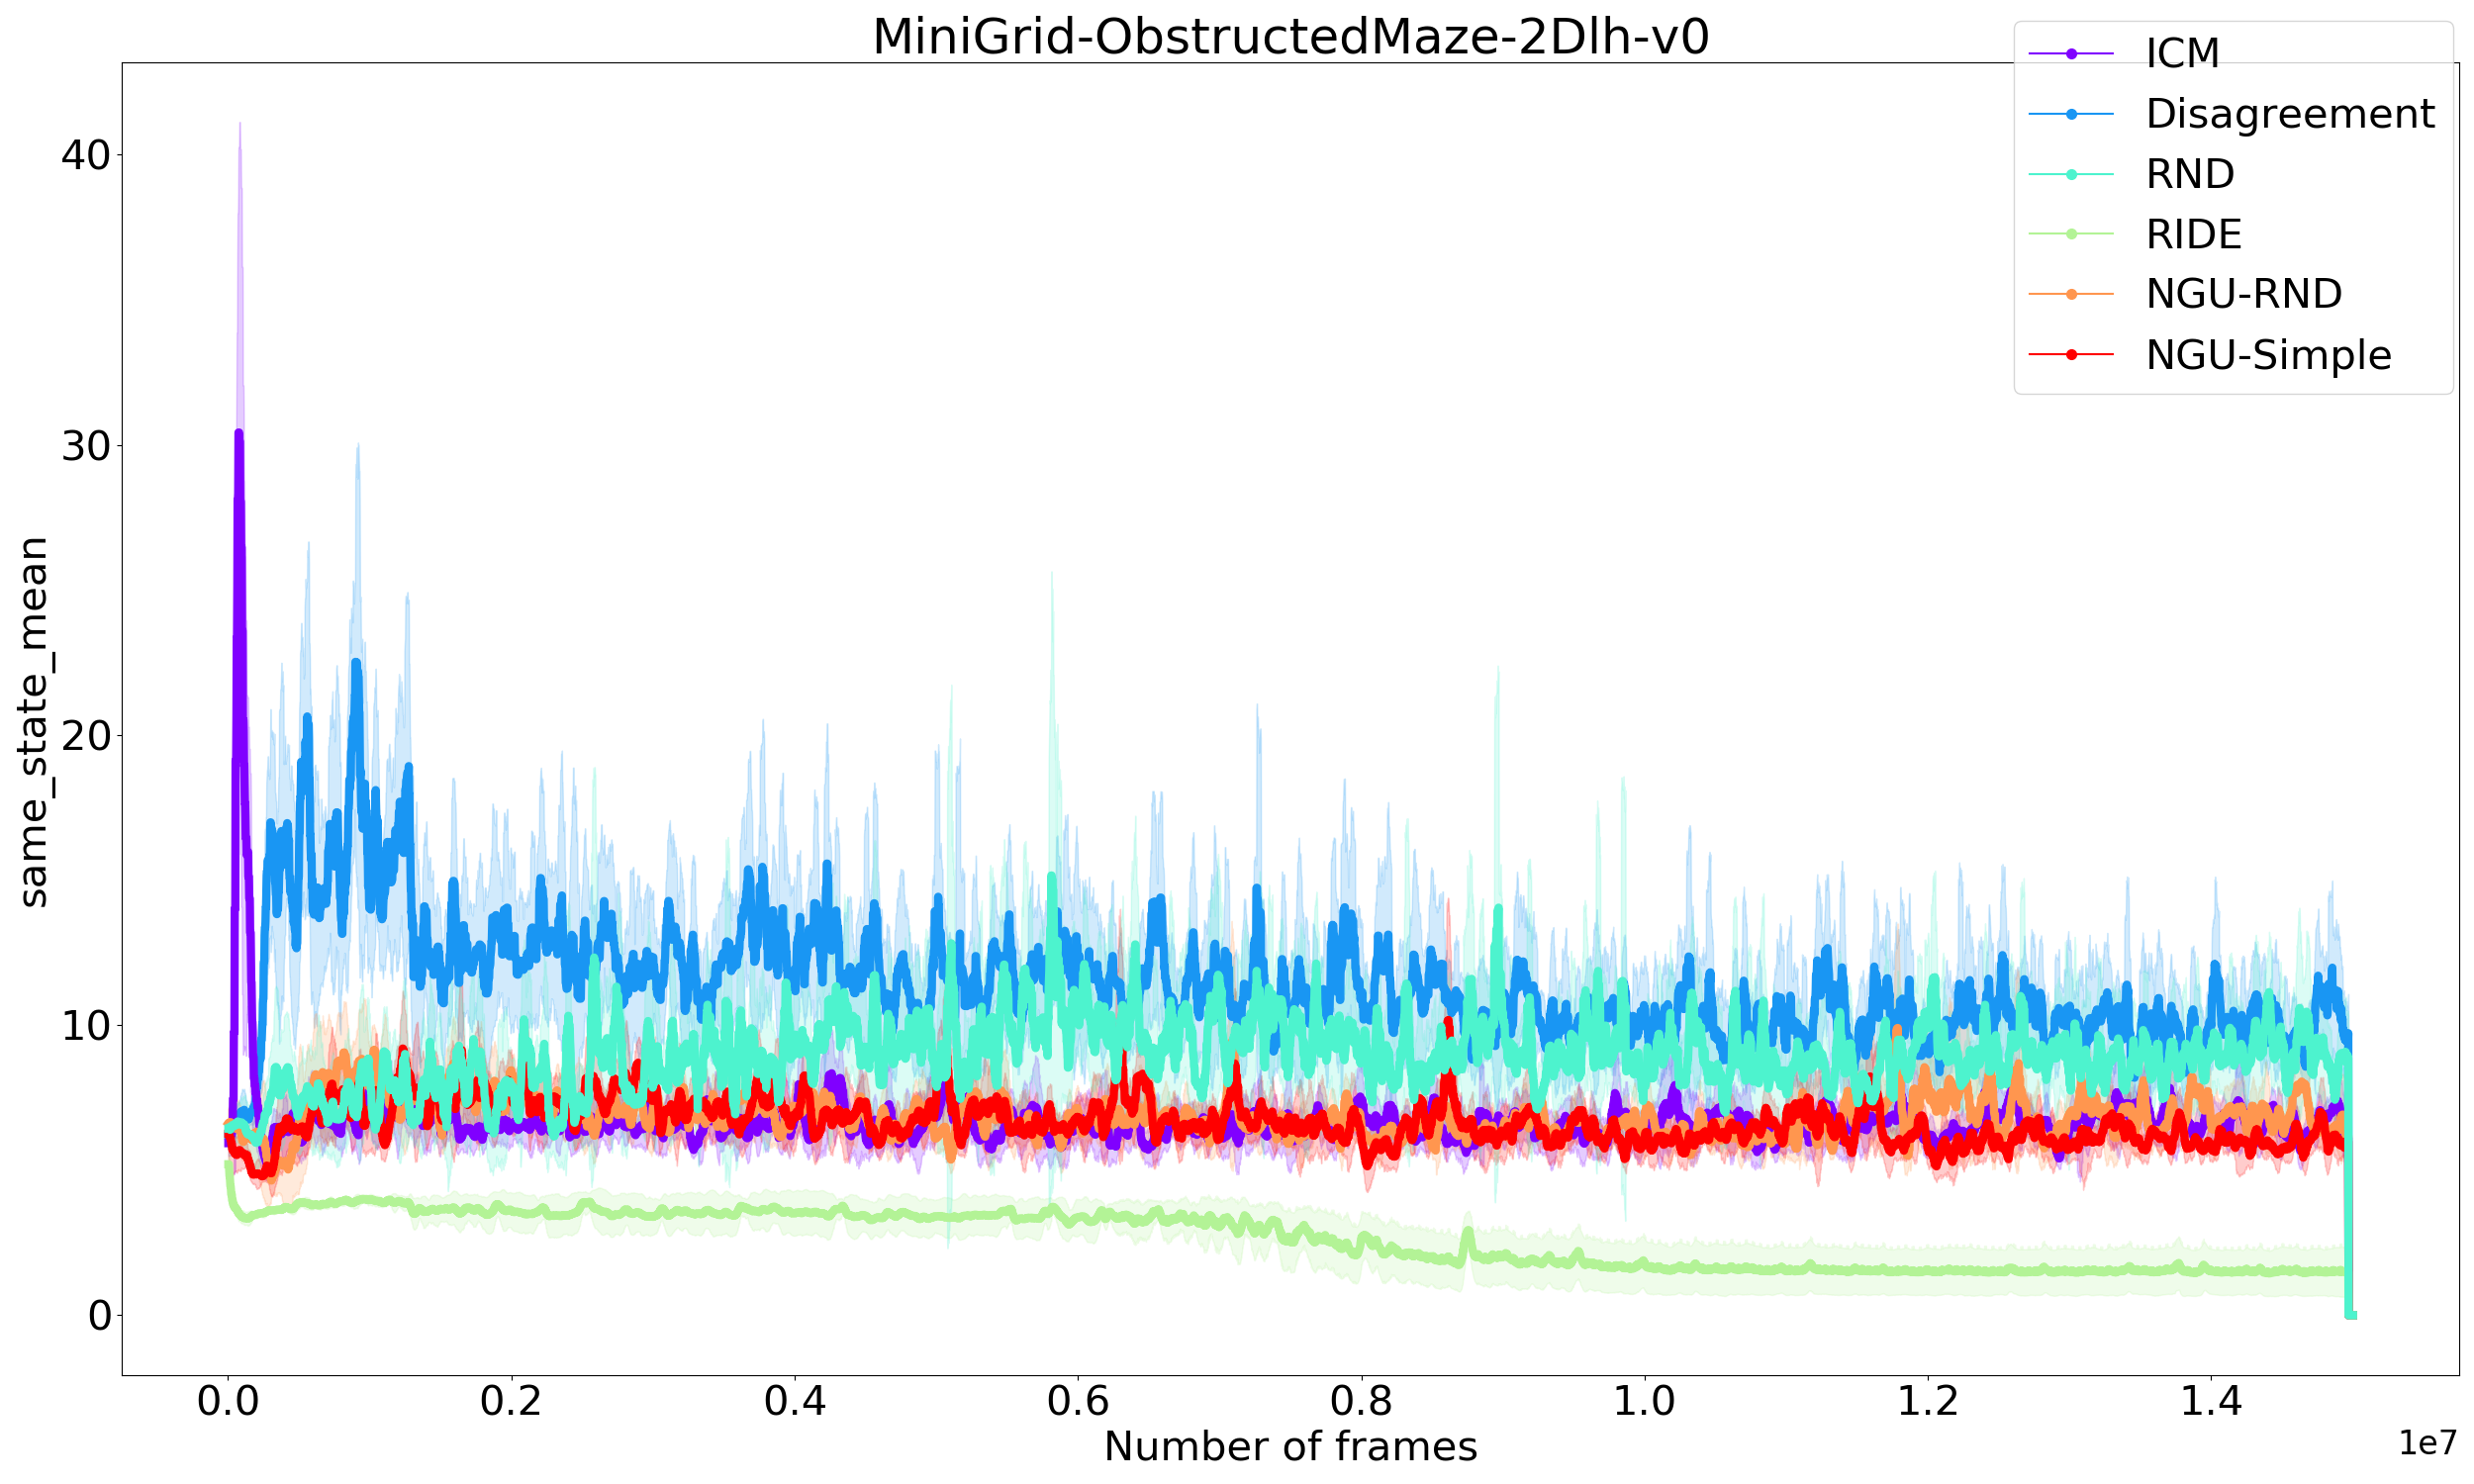 MiniGrid-ObstructedMaze-2Dlh-v0
ICM
Disagreement
RND
RIDE
NGU-RND
NGU-Simple
same_state_mean
40
30
20
10
0
0.0 0.2 0.4 0.6 0.8 1.0 1.2 1.4
Number of frames
1e7